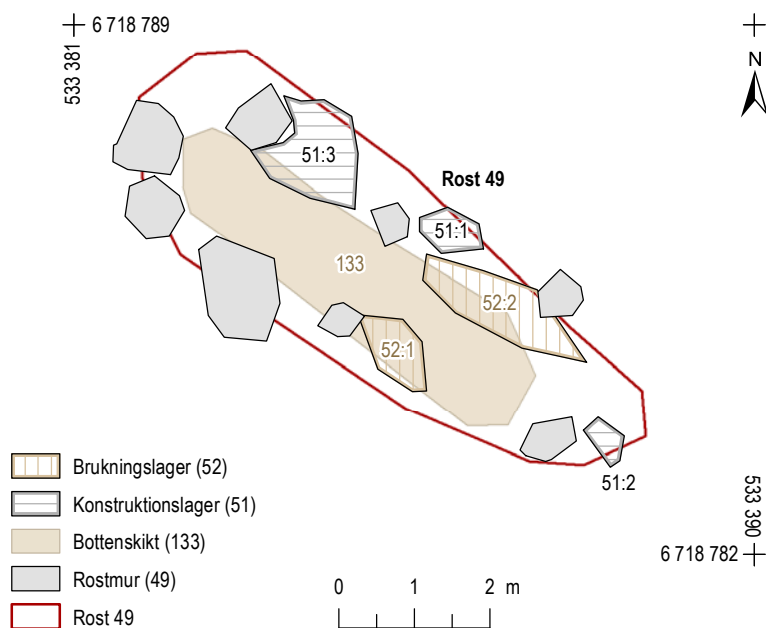 6 718 789
533 381
N
51:3
Rost 49
51:1
133
52:2
52:1
51:2
Brukningslager (52)
Konstruktionslager (51)
Bottenskikt (133)
Rostmur (49)
Rost 49
0 1 2 m
533 390
6 718 782